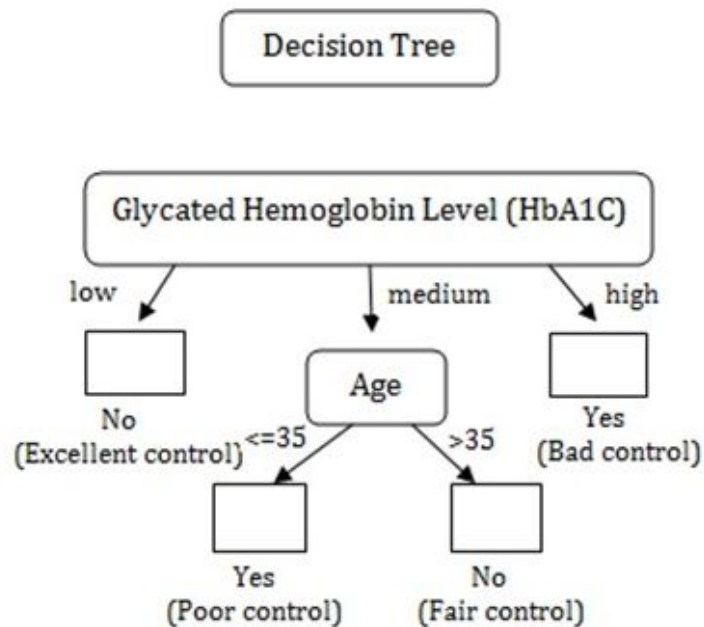 Decision Tree
Glycated Hemoglobin Level (HbA1C)
low
medium
high
Age
No
(Excellent control)
Yes
(Bad control)
<=35
>35
Yes
(Poor control)
No
(Fair control)